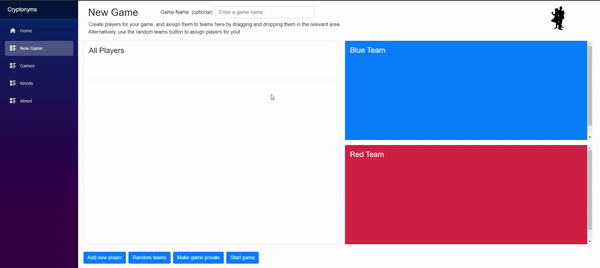 Cryptonyms
Home
New Game
Games
Words
About
New Game
Game Name: (optional)
Enter a game name...
Create players for your game, and assign them to teams here by dragging and dropping them in the relevant area.
Alternatively, use the random teams button to assign players for you!
All Players
Blue Team
Red Team
Add new player
Random teams
Make game private
Start game